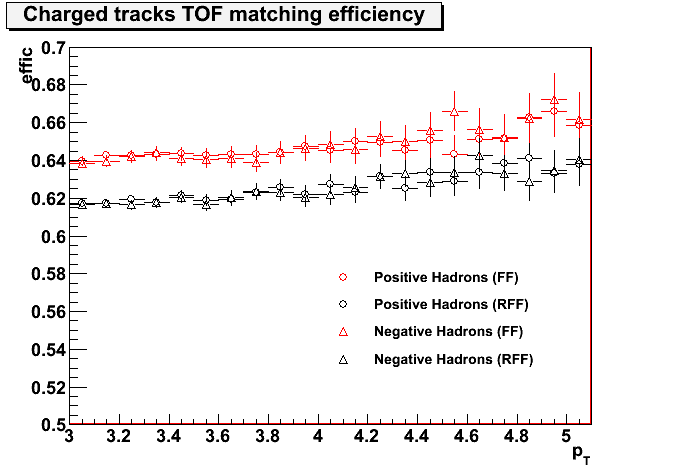 Charged tracks TOF matching efficiency
effic
0.7
0.68
0.66
0.64
0.62
0.6
0.58
0.56
0.54
0.52
0.5
Positive Hadrons (FF)
Positive Hadrons (RFF)
Negative Hadrons (FF)
Negative Hadrons (RFF)
3 3.2 3.4 3.6 3.8 4 4.2 4.4 4.6 4.8 5
pT